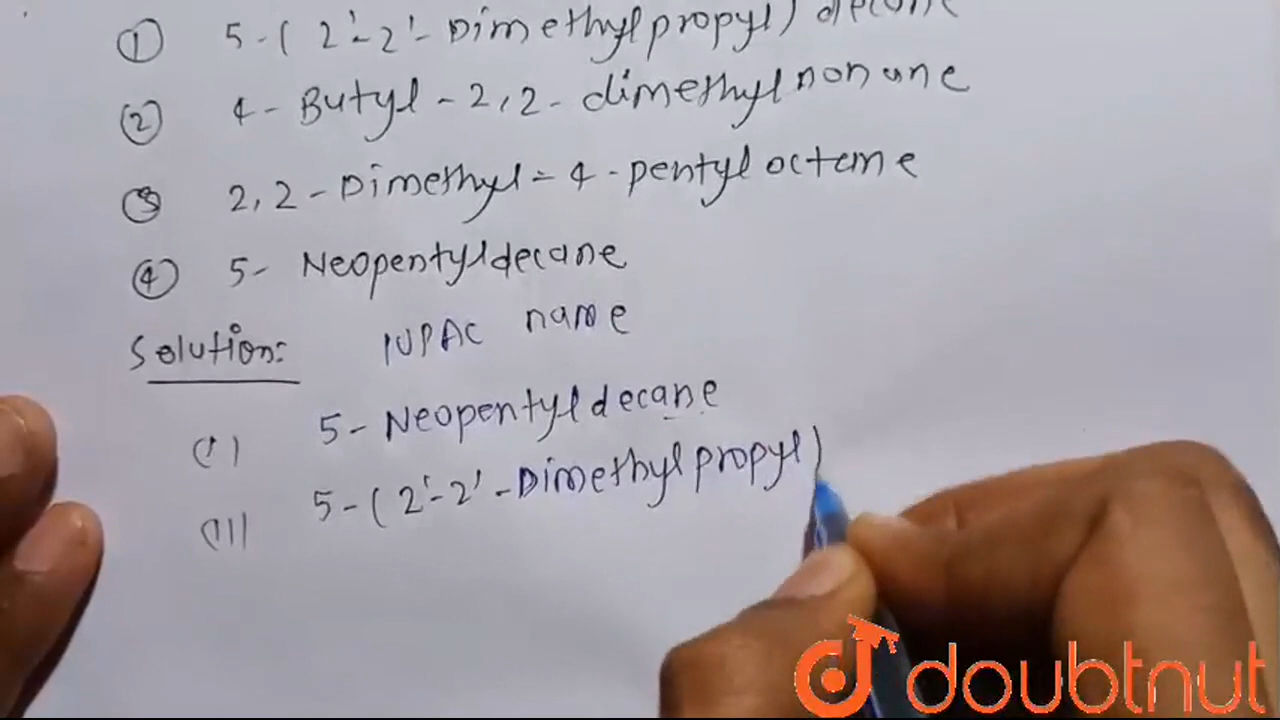 ① 5-(2'-2'-Dimethylpropyl) decane
② 4-Butyl-2,2-dimethylnonane
③ 2,2-Dimethyl-4-pentyloctane
④ 5-Neopentyldecane
Solution: IUPAC name
(I) 5-Neopentyldecane
(II) 5-(2'-2'-Dimethylpropyl)
doubtnut